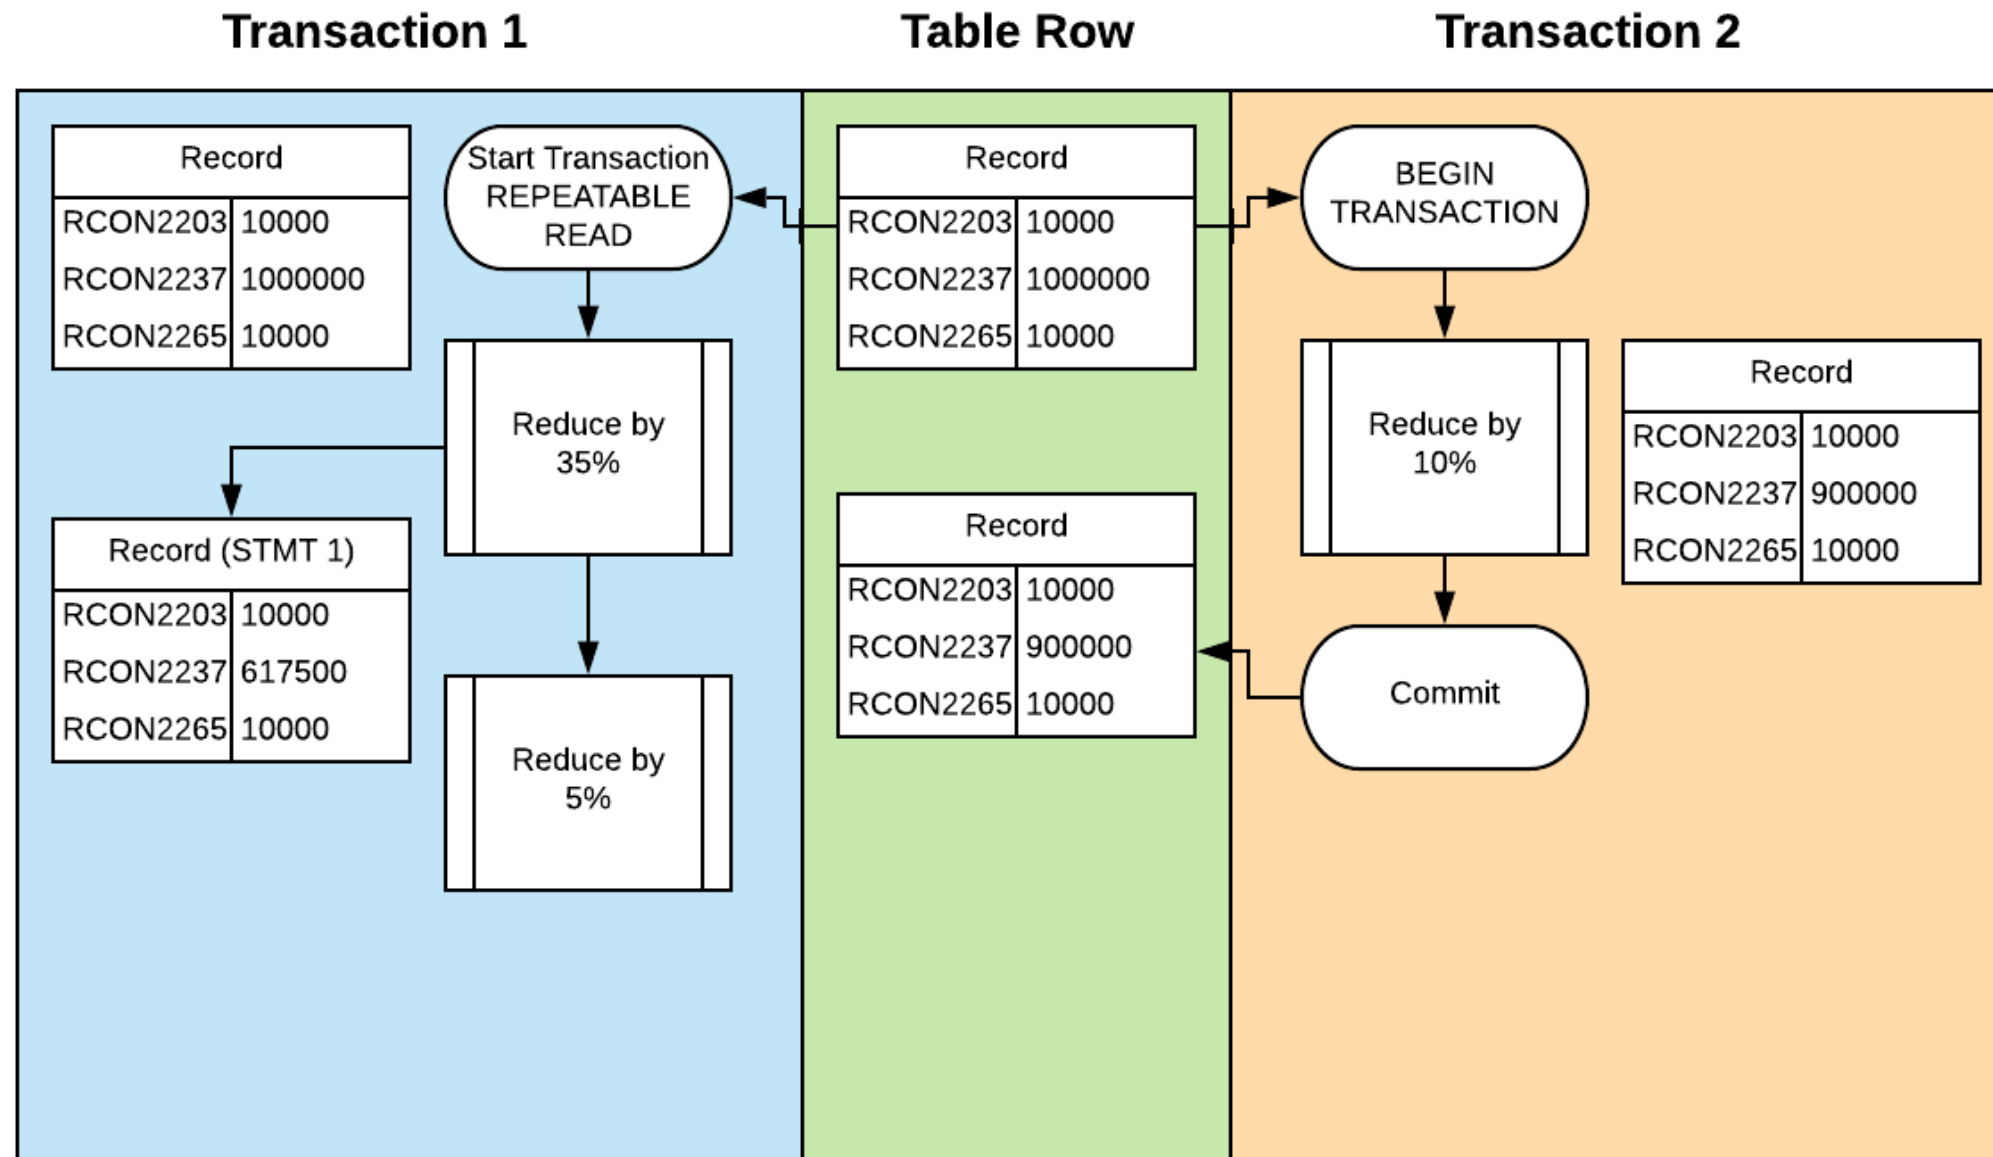 Transaction 1
Table Row
Transaction 2
Record
RCON2203 10000
RCON2237 1000000
RCON2265 10000
Start Transaction
REPEATABLE
READ
Record
RCON2203 10000
RCON2237 1000000
RCON2265 10000
BEGIN
TRANSACTION
Reduce by
35%
Reduce by
10%
Record
RCON2203 10000
RCON2237 900000
RCON2265 10000
Record (STMT 1)
RCON2203 10000
RCON2237 617500
RCON2265 10000
Record
RCON2203 10000
RCON2237 900000
RCON2265 10000
Commit
Reduce by
5%